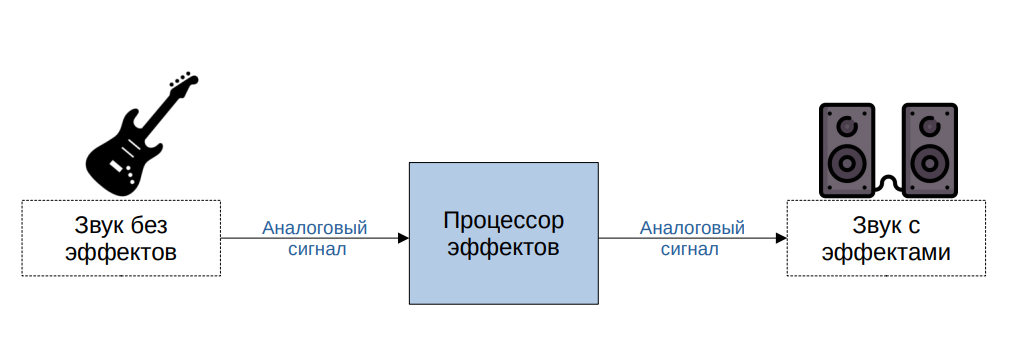 Звук без
эффектов
Аналоговый
сигнал
Процессор
эффектов
Аналоговый
сигнал
Звук с
эффектами